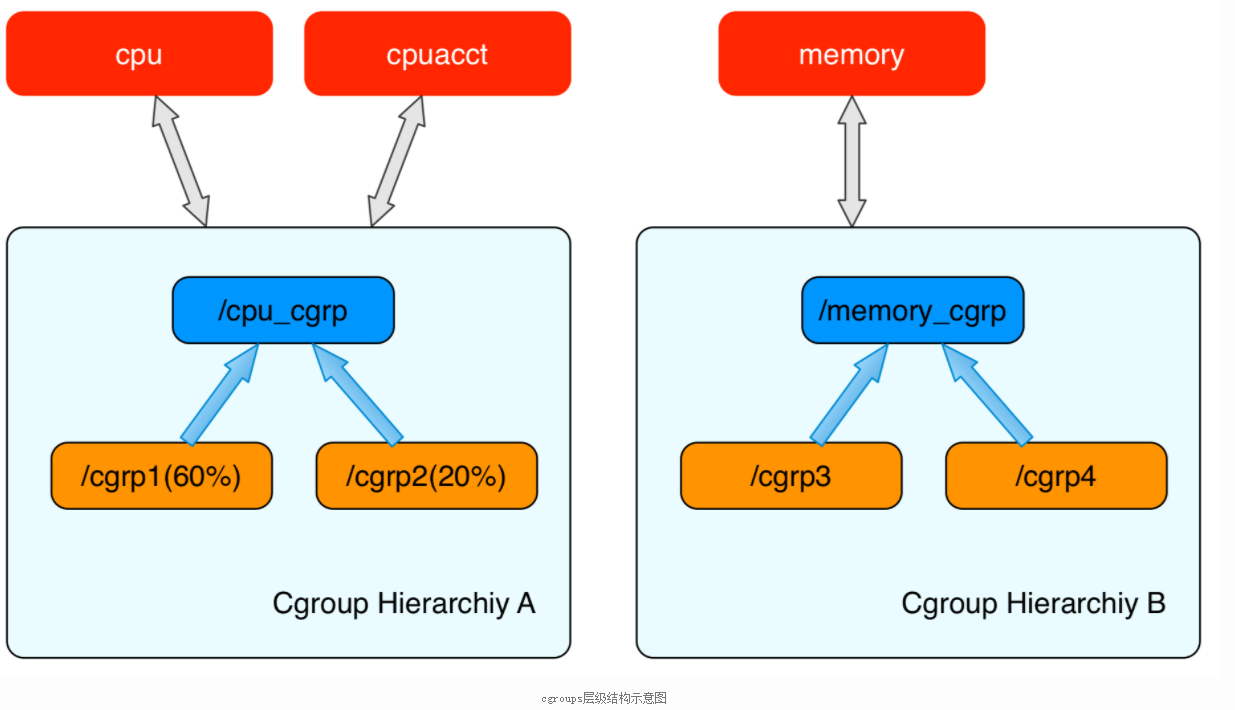 cpu
cpuacct
memory
/cpu_cgrp
/memory_cgrp
/cgrp1(60%)
/cgrp2(20%)
/cgrp3
/cgrp4
Cgroup Hierarchiy A
Cgroup Hierarchiy B
cgroups层级结构示意图